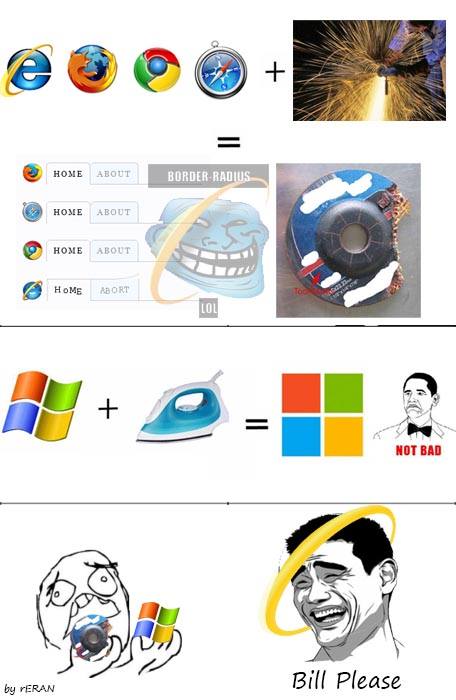 HOME ABOUT
BORDER-RADIUS
HOME ABOUT
HOME ABOUT
HoME ABORT
LOL
NOT BAD
Bill Please
by rERAN